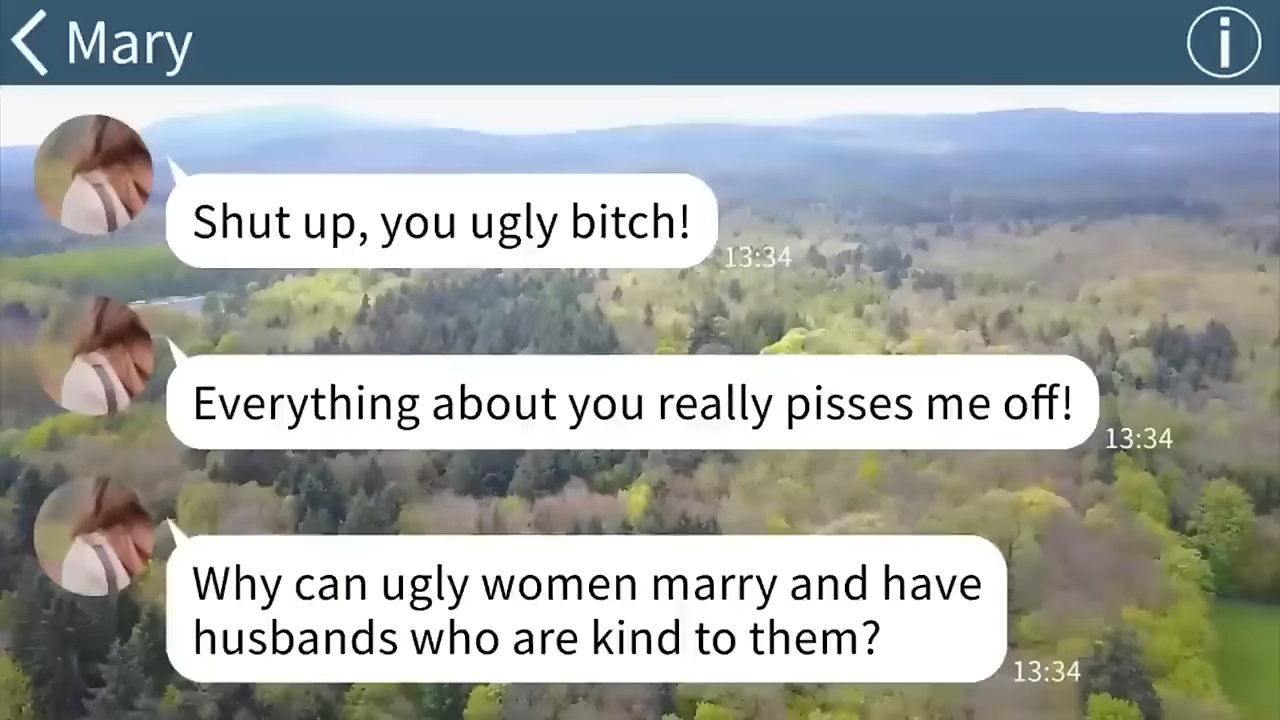 Mary
i
Shut up, you ugly bitch!
13:34
Everything about you really pisses me off!
13:34
Why can ugly women marry and have
husbands who are kind to them?
13:34